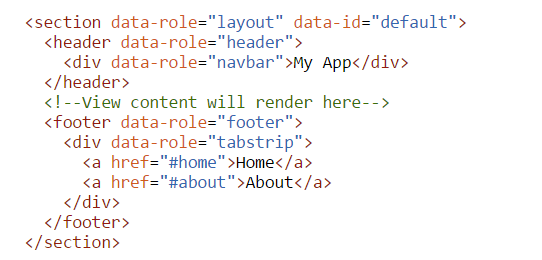 <section data-role="layout" data-id="default">
  <header data-role="header">
    <div data-role="navbar">My App</div>
  </header>
  <!--View content will render here-->
  <footer data-role="footer">
    <div data-role="tabstrip">
      <a href="#home">Home</a>
      <a href="#about">About</a>
    </div>
  </footer>
</section>